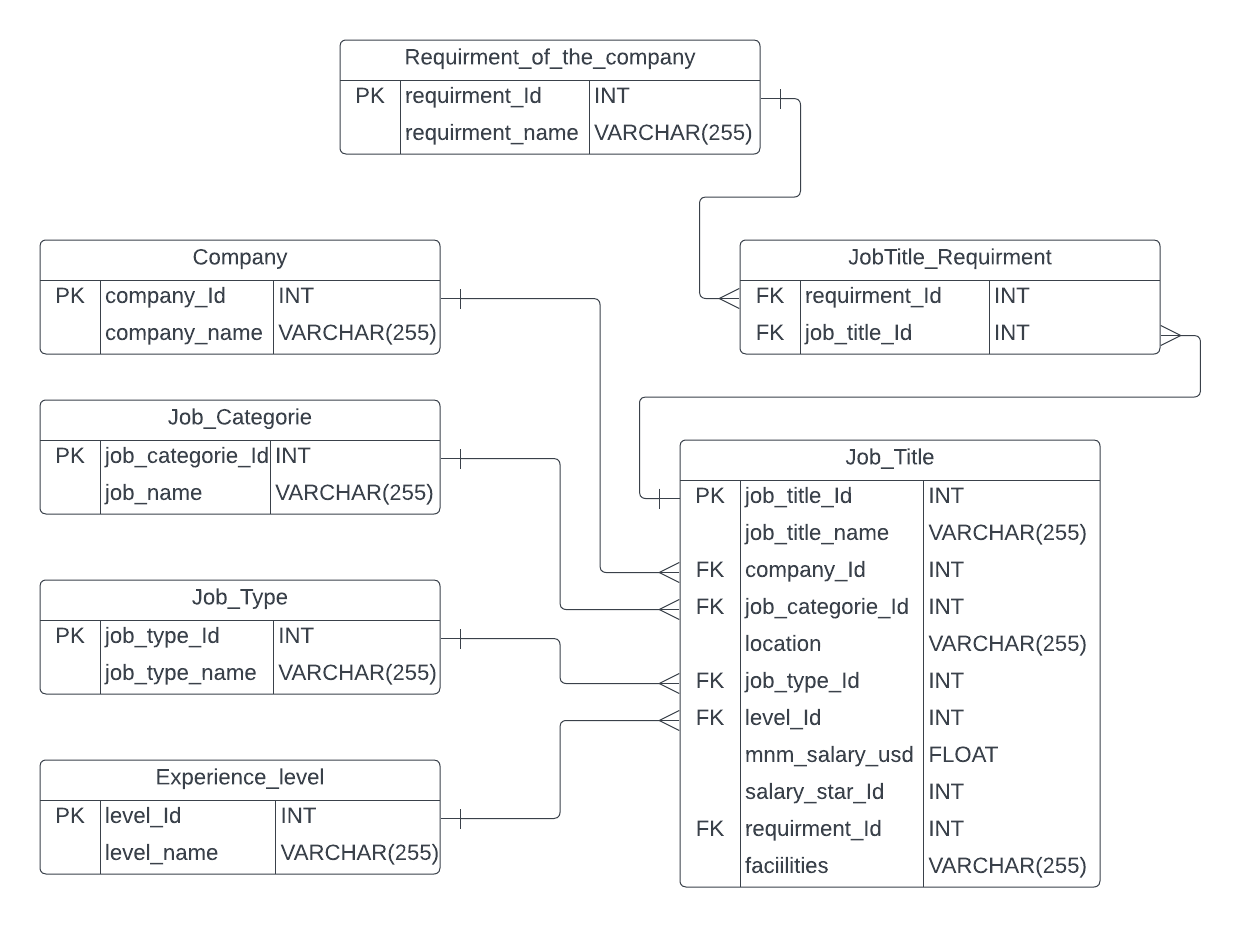 Requirment_of_the_company
PK requirment_Id INT
requirment_name VARCHAR(255)
Company
PK company_Id INT
company_name VARCHAR(255)
JobTitle_Requirment
FK requirment_Id INT
FK job_title_Id INT
Job_Categorie
PK job_categorie_Id INT
job_name VARCHAR(255)
Job_Title
PK job_title_Id INT
job_title_name VARCHAR(255)
FK company_Id INT
FK job_categorie_Id INT
location VARCHAR(255)
FK job_type_Id INT
FK level_Id INT
mnm_salary_usd FLOAT
salary_star_Id INT
FK requirment_Id INT
faciilities VARCHAR(255)
Job_Type
PK job_type_Id INT
job_type_name VARCHAR(255)
Experience_level
PK level_Id INT
level_name VARCHAR(255)